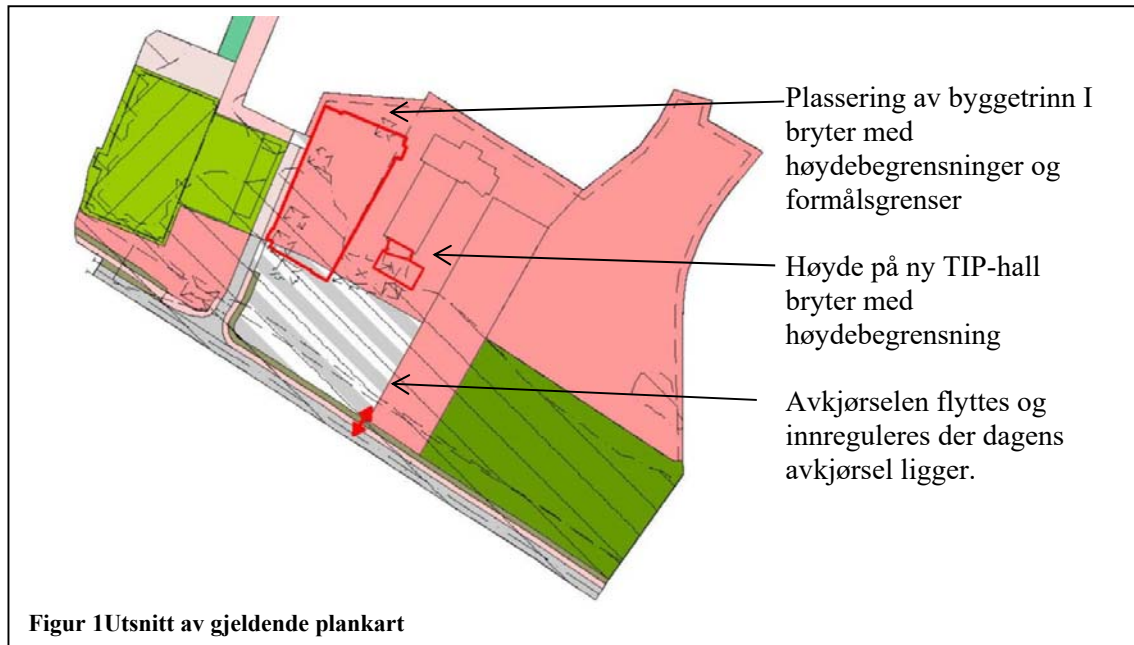 Plassering av byggetrinn I
bryter med
høydebegrensninger og
formålsgrenser
Høyde på ny TIP-hall
bryter med
høydebegrensning
Avkjørselen flyttes og
innreguleres der dagens
avkjørsel ligger.
Figur 1Utsnitt av gjeldende plankart